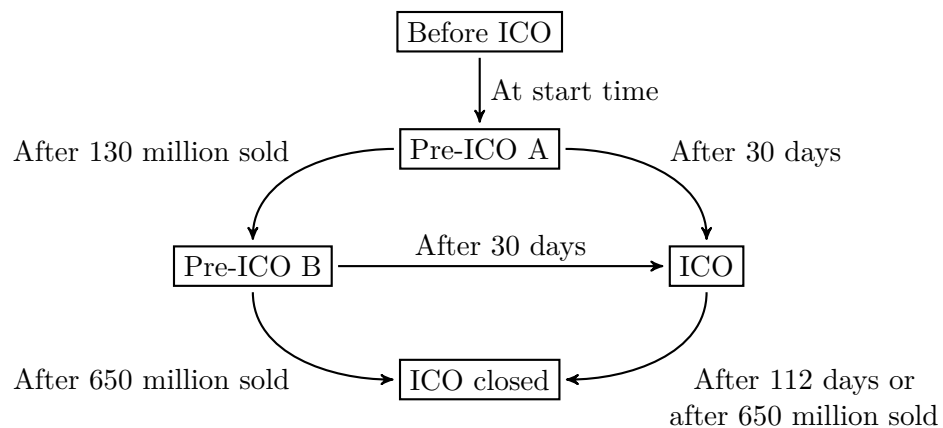 Before ICO
At start time
After 130 million sold
Pre-ICO A
After 30 days
After 30 days
Pre-ICO B
ICO
After 650 million sold
ICO closed
After 112 days or
after 650 million sold